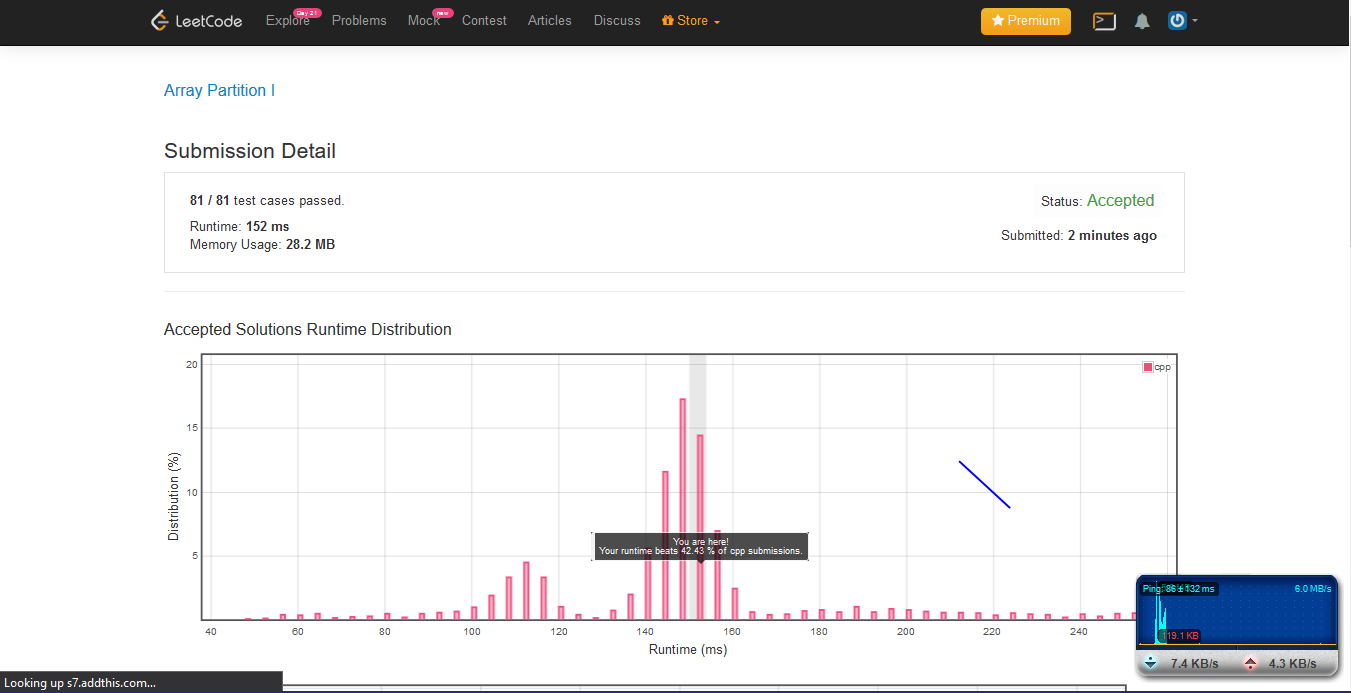 LeetCode Explore Day 21 Problems Mock new Contest Articles Discuss Store Premium
Array Partition I
Submission Detail
81 / 81 test cases passed.
Status: Accepted
Runtime: 152 ms
Submitted: 2 minutes ago
Memory Usage: 28.2 MB
Accepted Solutions Runtime Distribution
20
cpp
15
Distribution (%)
10
You are here!
Your runtime beats 42.43 % of cpp submissions.
5
40 60 80 100 120 140 160 180 200 220 240
Runtime (ms)
Ping: 86 ± 132 ms
6.0 MB/s
119.1 KB
7.4 KB/s 4.3 KB/s
Looking up s7.addthis.com...